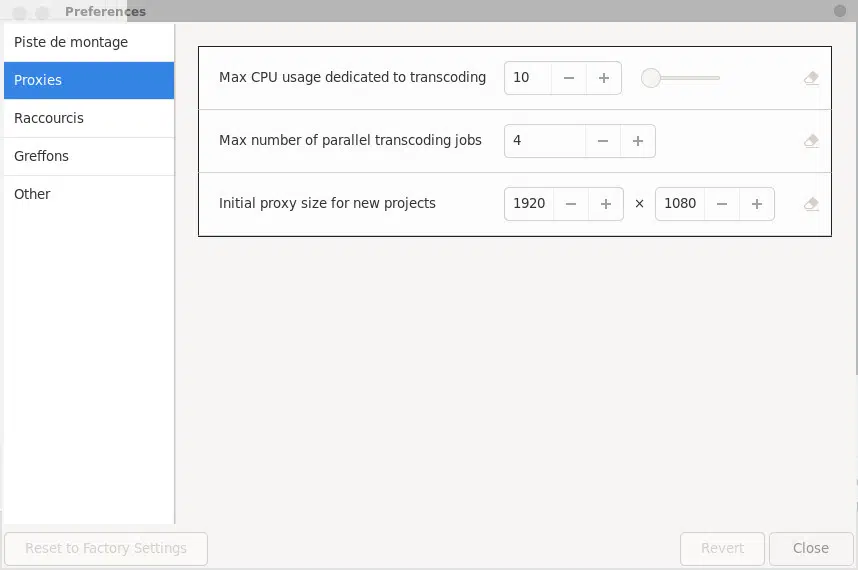 Preferences
Piste de montage
Proxies
Raccourcis
Greffons
Other
Max CPU usage dedicated to transcoding 10 − +
Max number of parallel transcoding jobs 4 − +
Initial proxy size for new projects 1920 − + × 1080 − +
Reset to Factory Settings Revert Close